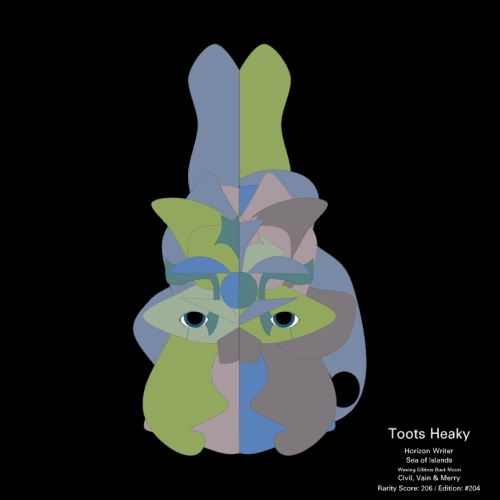 Toots Heaky
Horizon Writer
Sea of Islands
Waxing Gibbous Buck Moon
Civil, Vain & Merry
Rarity Score: 206 / Edition: #204